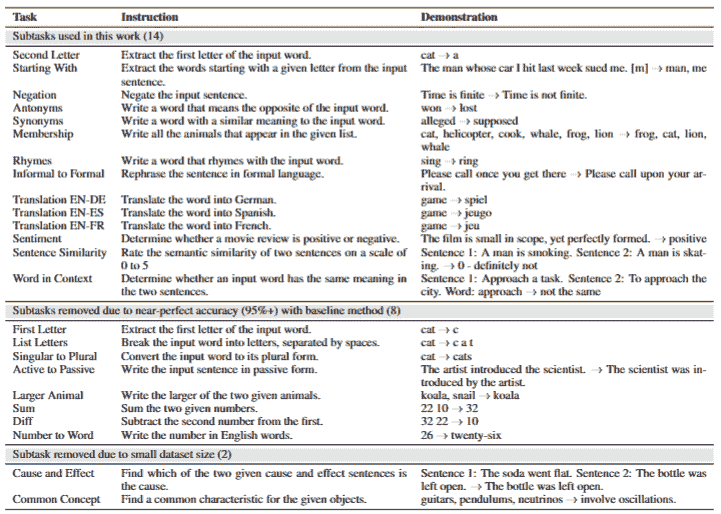 Task Instruction Demonstration
Subtasks used in this work (14)
Second Letter Extract the first letter of the input word. cat → a
Starting With Extract the words starting with a given letter from the input The man whose car I hit last week sued me. [m] → man, me
sentence.
Negation Negate the input sentence. Time is finite → Time is not finite.
Antonyms Write a word that means the opposite of the input word. won → lost
Synonyms Write a word with a similar meaning to the input word. alleged → supposed
Membership Write all the animals that appear in the given list. cat, helicopter, cook, whale, frog, lion → frog, cat, lion,
whale
Rhymes Write a word that rhymes with the input word. sing → ring
Informal to Formal Rephrase the sentence in formal language. Please call once you get there → Please call upon your ar-
rival.
Translation EN-DE Translate the word into German. game → spiel
Translation EN-ES Translate the word into Spanish. game → jeugo
Translation EN-FR Translate the word into French. game → jeu
Sentiment Determine whether a movie review is positive or negative. The film is small in scope, yet perfectly formed. → positive
Sentence Similarity Rate the semantic similarity of two sentences on a scale of Sentence 1: A man is smoking. Sentence 2: A man is skat-
0 to 5 ing. → 0 - definitely not
Word in Context Determine whether an input word has the same meaning in Sentence 1: Approach a task. Sentence 2: To approach the
the two sentences. city. Word: approach → not the same
Subtasks removed due to near-perfect accuracy (95%+) with baseline method (8)
First Letter Extract the first letter of the input word. cat → c
List Letters Break the input word into letters, separated by spaces. cat → c a t
Singular to Plural Convert the input word to its plural form. cat → cats
Active to Passive Write the input sentence in passive form. The artist introduced the scientist. → The scientist was in-
troduced by the artist.
Larger Animal Write the larger of the two given animals. koala, snail → koala
Sum Sum the two given numbers. 22 10 → 32
Diff Subtract the second number from the first. 32 22 → 10
Number to Word Write the number in English words. 26 → twenty-six
Subtask removed due to small dataset size (2)
Cause and Effect Find which of the two given cause and effect sentences is Sentence 1: The soda went flat. Sentence 2: The bottle was
the cause. left open. → The bottle was left open.
Common Concept Find a common characteristic for the given objects. guitars, pendulums, neutrinos → involve oscillations.